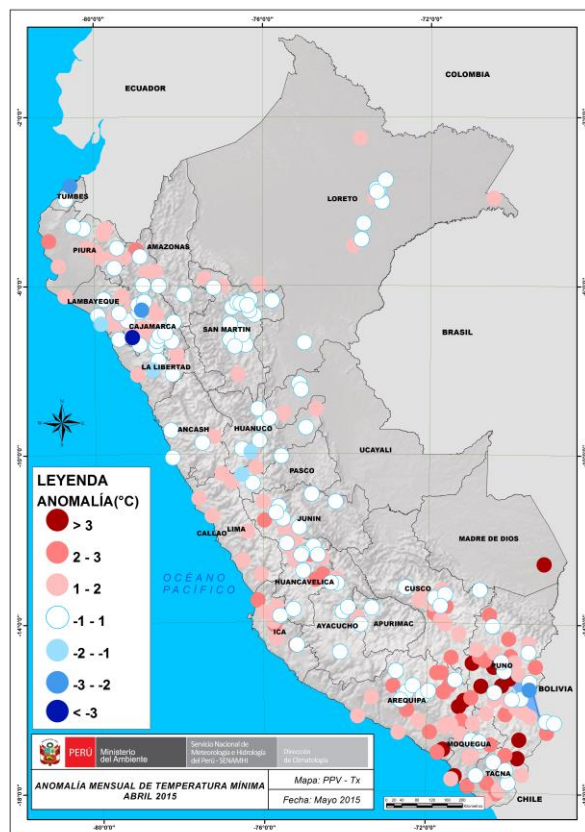 -80°0'0" -76°0'0" -72°0'0"
COLOMBIA
ECUADOR
TUMBES
LORETO
PIURA
AMAZONAS
LAMBAYEQUE
CAJAMARCA
SAN MARTIN
BRASIL
LA LIBERTAD
ANCASH
HUANUCO
UCAYALI
PASCO
LEYENDA
ANOMALÍA(°C)
> 3
2 - 3
1 - 2
-1 - 1
-2 - -1
-3 - -2
< -3
JUNIN
LIMA
CALLAO
MADRE DE DIOS
OCÉANO
PACÍFICO
HUANCAVELICA
CUSCO
ICA
AYACUCHO
APURIMAC
PUNO
AREQUIPA
BOLIVIA
MOQUEGUA
TACNA
CHILE
PERÚ
Ministerio
del Ambiente
Servicio Nacional de
Meteorología e Hidrología
del Perú - SENAMHI
Dirección
de Climatología
ANOMALÍA MENSUAL DE TEMPERATURA MÍNIMA
ABRIL 2015
Mapa: PPV - Tx
Fecha: Mayo 2015
-80°0'0" -76°0'0" -72°0'0"